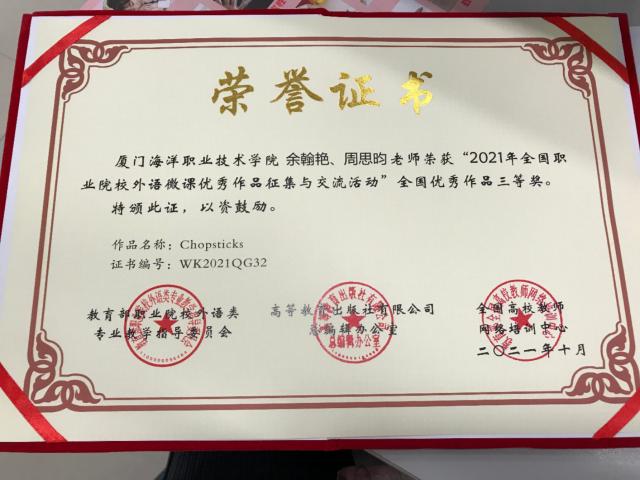 荣誉证书
厦门海洋职业技术学院 余翰艳、周思昀老师荣获“2021年全国职
业院校外语微课优秀作品征集与交流活动”全国优秀作品三等奖。
特颁此证，以资鼓励。
作品名称：Chopsticks
证书编号：WK2021QG32
教育部职业院校外语类
专业教学指导委员会
高等教育出版社有限公司
总编辑办公室
全国高校教师
网络培训中心
二〇二一年十月